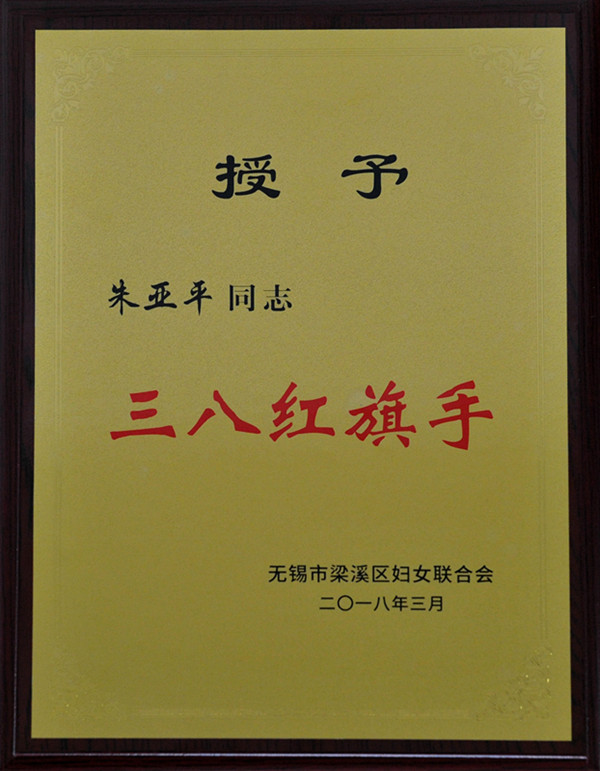 授 予
朱亚平 同志
三八红旗手
无锡市梁溪区妇女联合会
二〇一八年三月